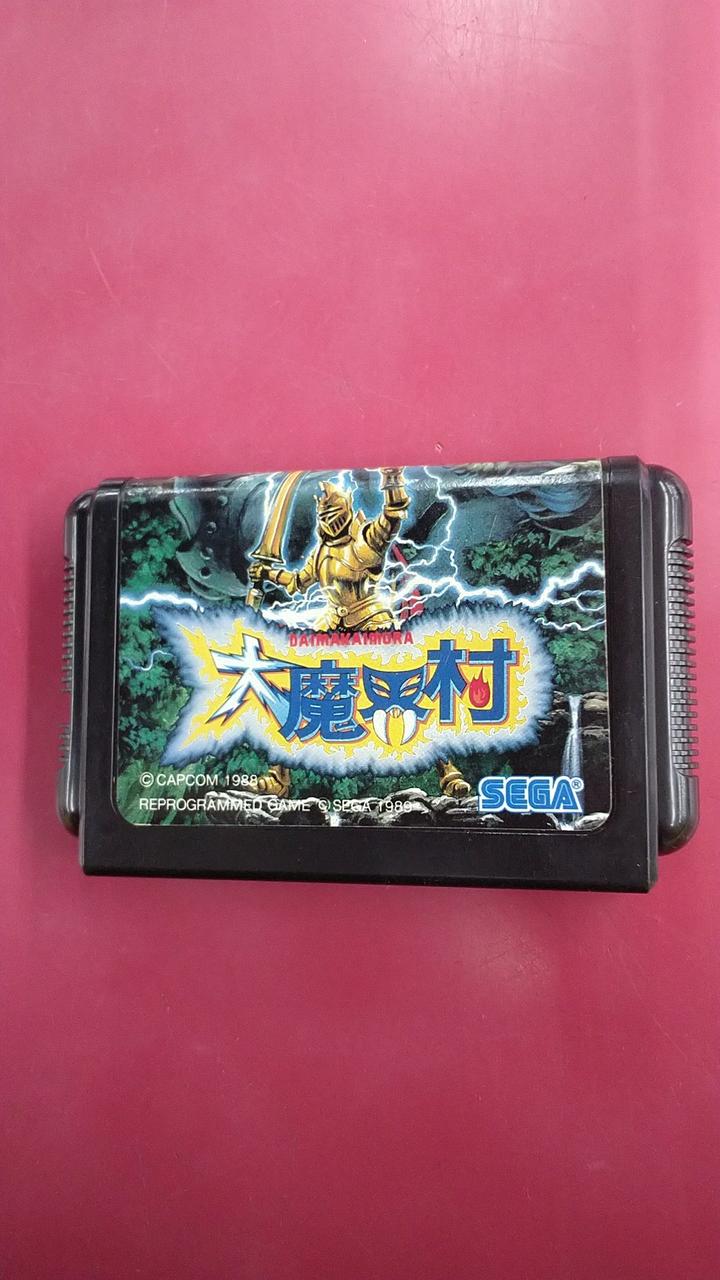 DAIMAKAIMURA
大魔界村
© CAPCOM 1988
REPROGRAMMED GAME © SEGA 1989
SEGA®